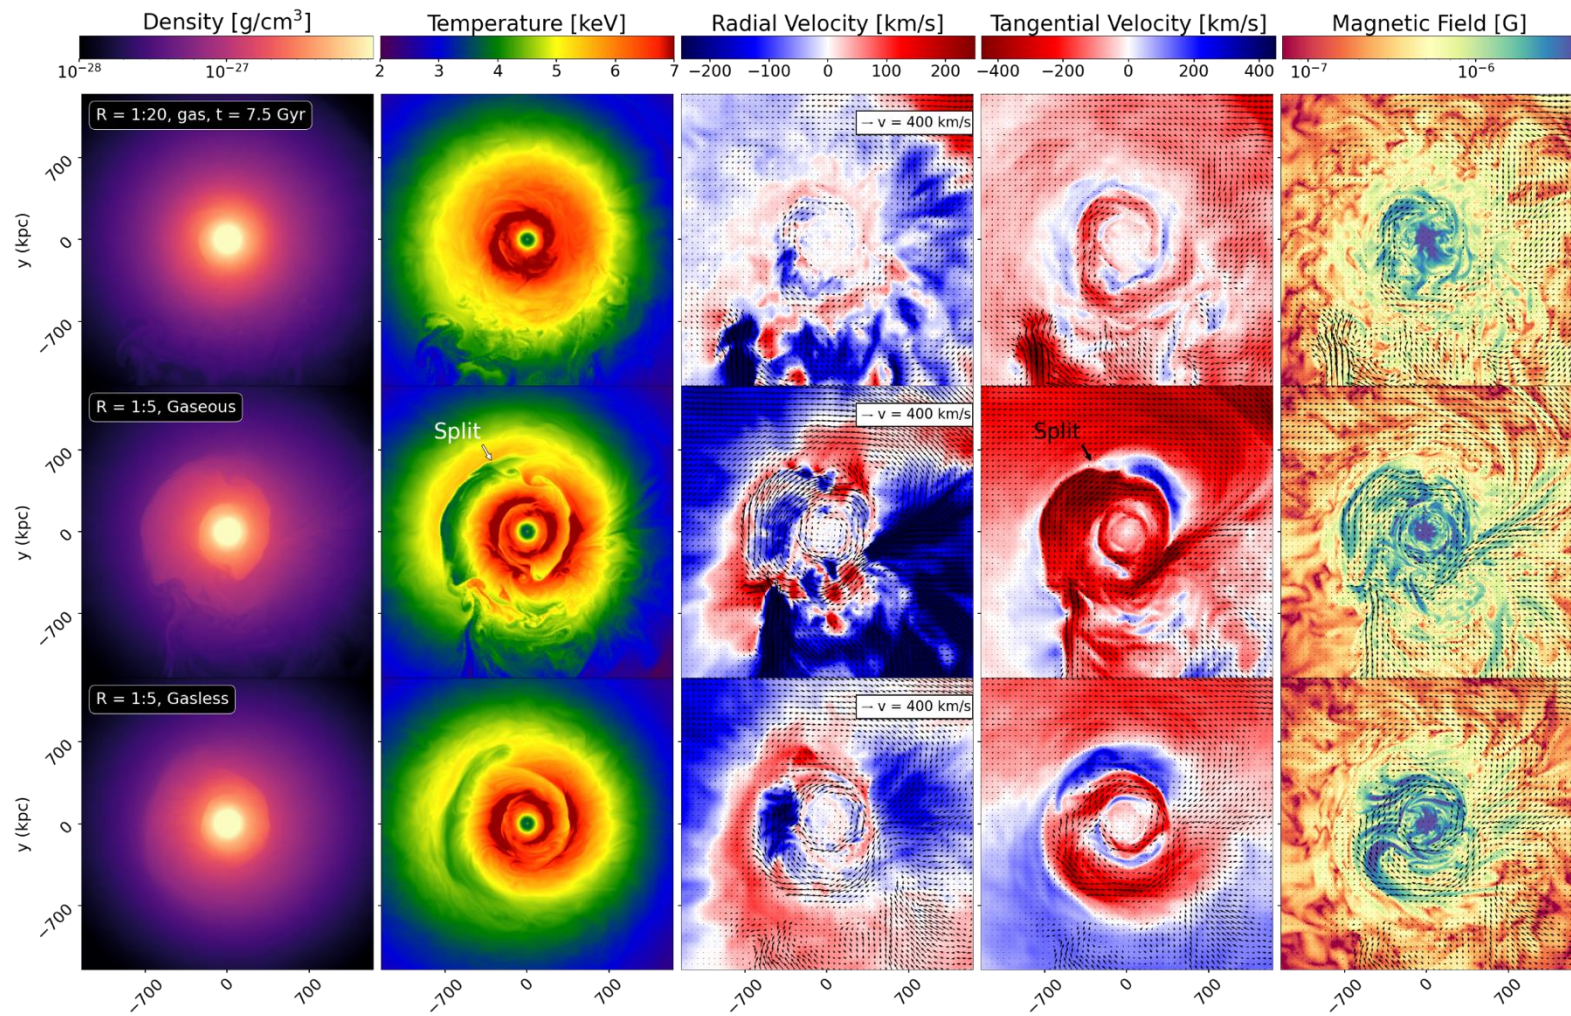 Density [g/cm³] Temperature [keV] Radial Velocity [km/s] Tangential Velocity [km/s] Magnetic Field [G]
10⁻²⁸ 10⁻²⁷ 2 3 4 5 6 7 −200 −100 0 100 200 −400 −200 0 200 400 10⁻⁷ 10⁻⁶
R = 1:20, gas, t = 7.5 Gyr
→ v = 400 km/s
700
0
−700
y (kpc)
R = 1:5, Gaseous
→ v = 400 km/s
Split
Split
700
0
−700
y (kpc)
R = 1:5, Gasless
→ v = 400 km/s
700
0
−700
y (kpc)
−700 0 700 −700 0 700 −700 0 700 −700 0 700 −700 0 700